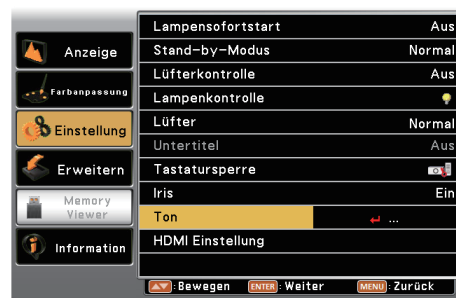 Anzeige
Farbanpassung
Einstellung
Erweitern
Memory
Viewer
Information
Lampensofortstart Aus
Stand-by-Modus Normal
Lüfterkontrolle Aus
Lampenkontrolle
Lüfter Normal
Untertitel Aus
Tastatursperre
Iris Ein
Ton ...
HDMI Einstellung
:Bewegen ENTER :Weiter MENU :Zurück